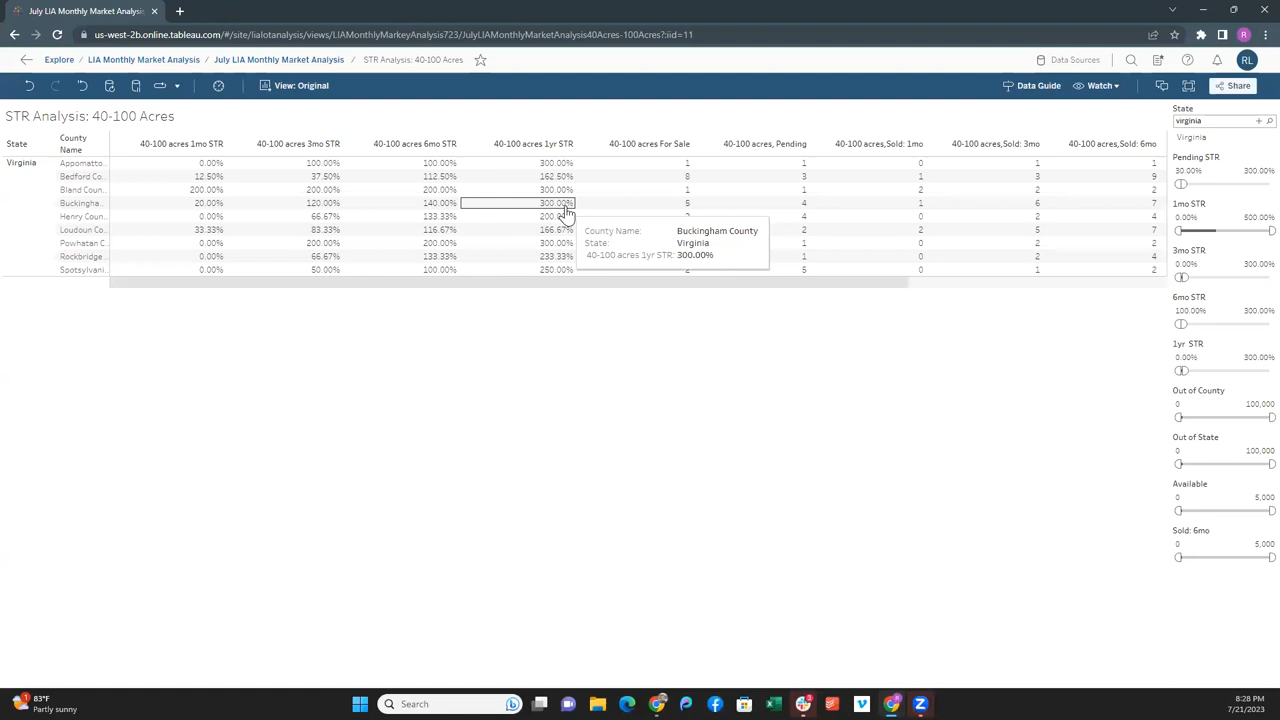 July LIA Monthly Market Analysis
us-west-2b.online.tableau.com/#/site/lialotanalysis/views/LIAMonthlyMarkeyAnalysis723/JulyLIAMonthlyMarketAnalysis40Acres-100Acres?:iid=11
Explore LIA Monthly Market Analysis July LIA Monthly Market Analysis STR Analysis: 40-100 Acres Data Sources RL
View: Original Data Guide Watch Share
STR Analysis: 40-100 Acres
State County Name 40-100 acres 1mo STR 40-100 acres 3mo STR 40-100 acres 6mo STR 40-100 acres 1yr STR 40-100 acres For Sale 40-100 acres, Pending 40-100 acres,Sold: 1mo 40-100 acres,Sold: 3mo 40-100 acres,Sold: 6mo
Virginia Appomatto.. 0.00% 100.00% 100.00% 300.00% 1 1 0 1 1
Bedford Co.. 12.50% 37.50% 112.50% 162.50% 8 3 1 3 9
Bland Coun.. 200.00% 200.00% 200.00% 300.00% 1 1 2 2 2
Buckingha.. 20.00% 120.00% 140.00% 300.00% 5 4 1 6 7
Henry Coun.. 0.00% 66.67% 133.33% 4 0 2 4
Loudoun Co.. 33.33% 83.33% 116.67% 166.67% 2 2 5 7
Powhatan C.. 0.00% 200.00% 200.00% 300.00% 1 0 2 2
Rockbridge.. 0.00% 66.67% 133.33% 233.33% 1 0 2 4
Spotsylvani.. 0.00% 50.00% 100.00% 250.00% 5 0 1 2
County Name: Buckingham County
State: Virginia
40-100 acres 1yr STR: 300.00%
State
virginia
Virginia
Pending STR
30.00% 300.00%
1mo STR
0.00% 500.00%
3mo STR
0.00% 300.00%
6mo STR
100.00% 300.00%
1yr STR
0.00% 300.00%
Out of County
0 100,000
Out of State
0 100,000
Available
0 5,000
Sold: 6mo
0 5,000
83°F
Partly sunny
Search
8:28 PM
7/21/2023